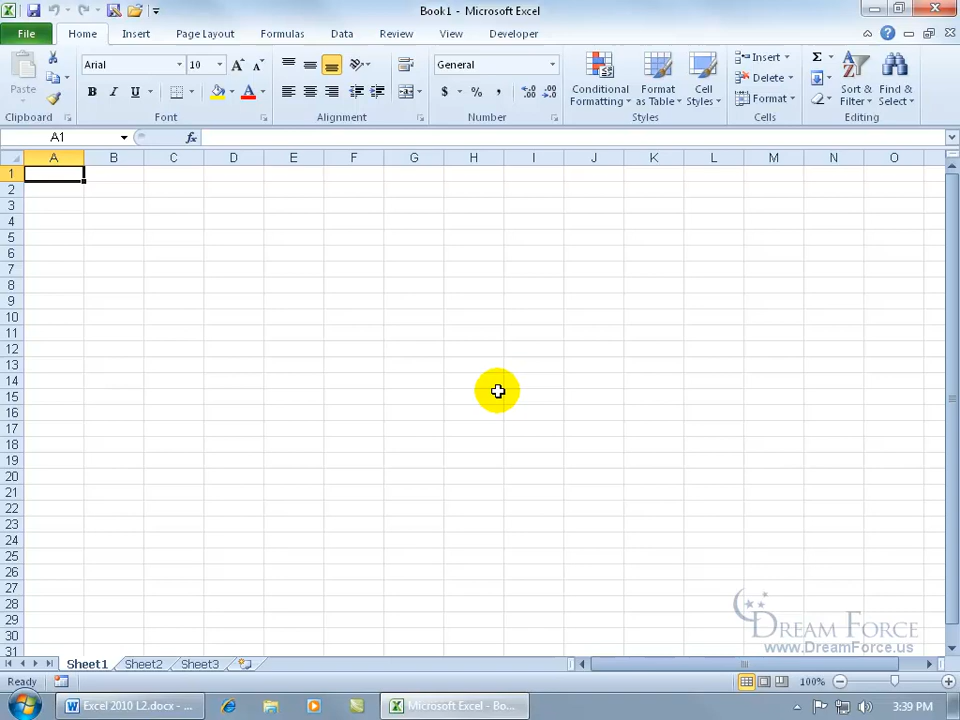 Book1 - Microsoft Excel
File Home Insert Page Layout Formulas Data Review View Developer
Paste
Clipboard
Arial 10
B I U
Font
Alignment
General
$ % ,
Number
Conditional Formatting
Format as Table
Cell Styles
Styles
Insert
Delete
Format
Cells
Σ
Sort & Filter
Find & Select
Editing
A1 fx
A B C D E F G H I J K L M N O
1
2
3
4
5
6
7
8
9
10
11
12
13
14
15
16
17
18
19
20
21
22
23
24
25
26
27
28
29
30
31
DREAM FORCE
www.DreamForce.us
Sheet1 Sheet2 Sheet3
Ready 100%
Excel 2010 L2.docx - ... Microsoft Excel - Bo... 3:39 PM